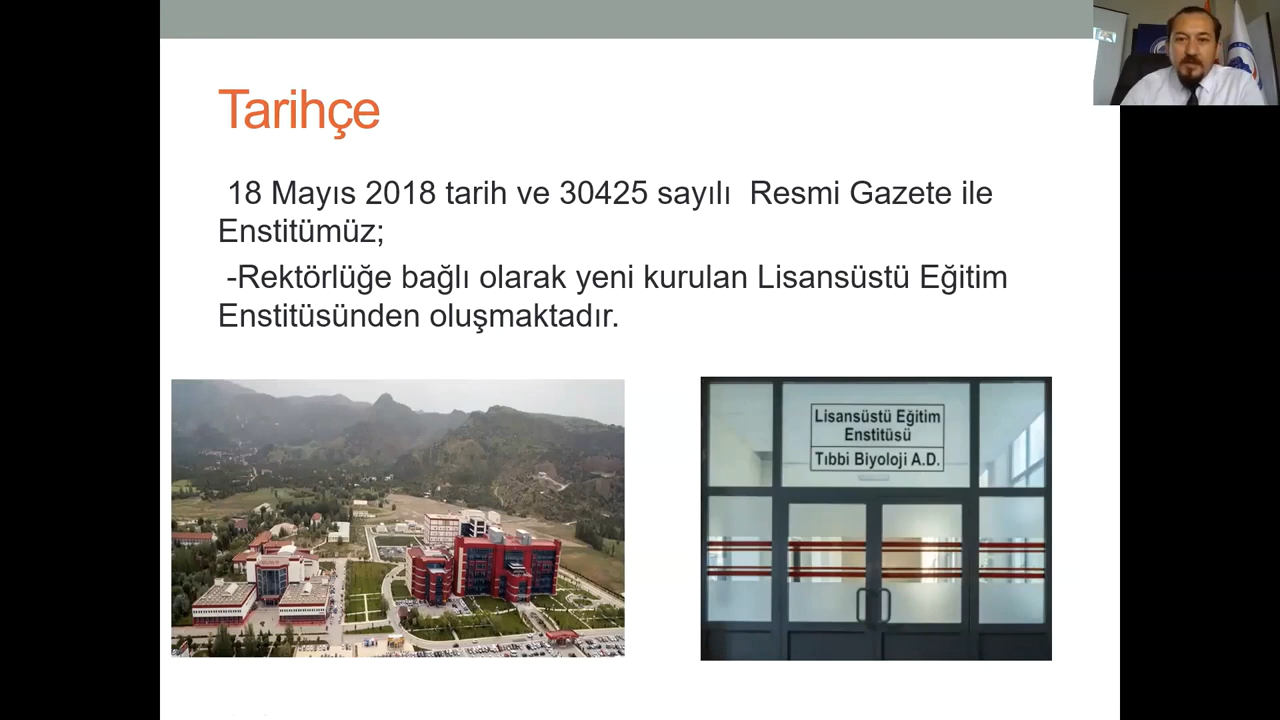 Tarihçe
18 Mayıs 2018 tarih ve 30425 sayılı Resmi Gazete ile
Enstitümüz;
-Rektörlüğe bağlı olarak yeni kurulan Lisansüstü Eğitim
Enstitüsünden oluşmaktadır.
Lisansüstü Eğitim
Enstitüsü
Tıbbi Biyoloji A.D.